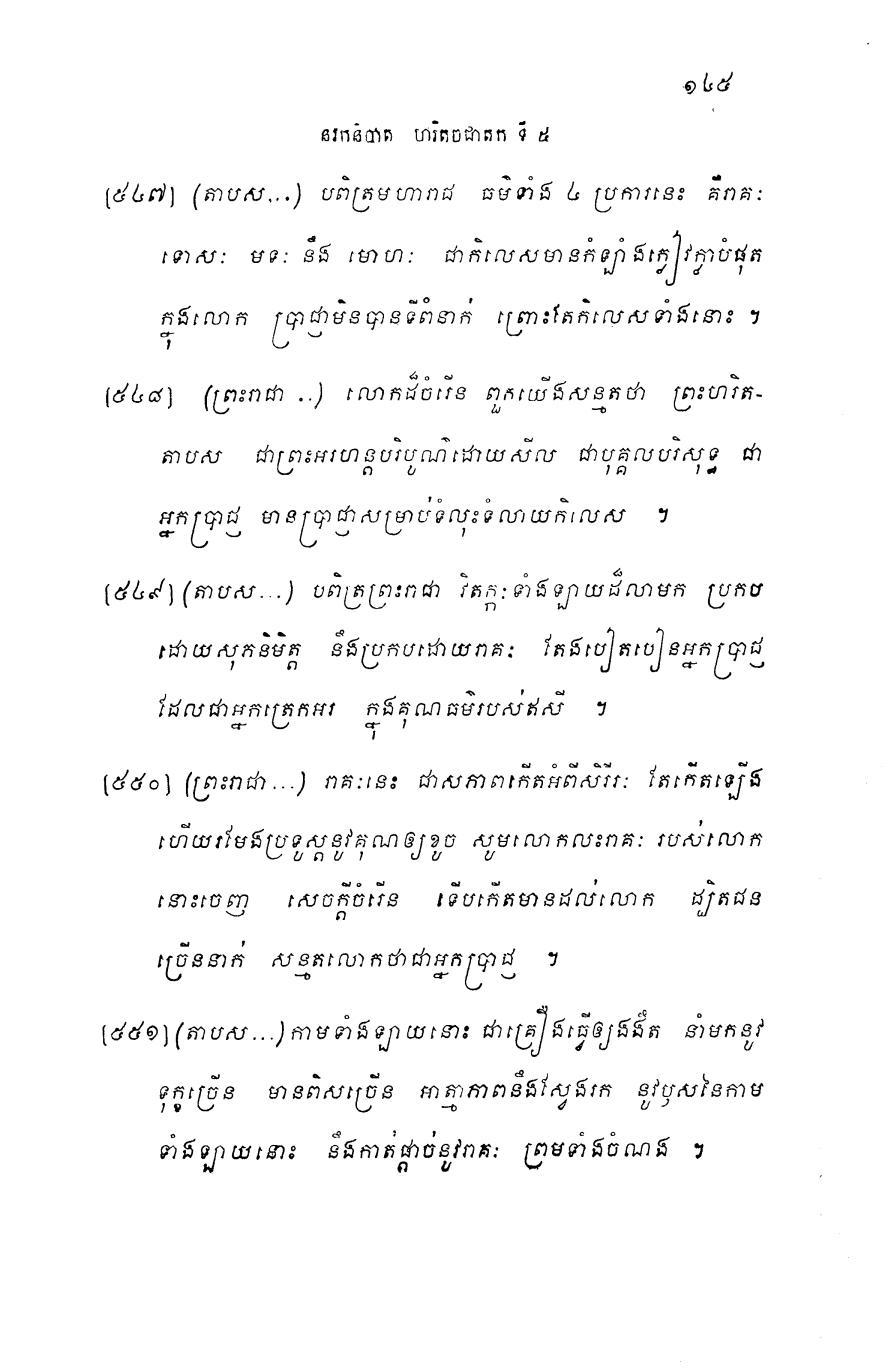 ១៤៥
នវកនិបាត ហរិតចជាតក ទី ៥
[៥៤៧] (តាបស...) បពិត្រមហារាជ ធម៌ទាំង ៤ ប្រការនេះ គឺរាគៈ
ទោសៈ មទៈ នឹង មោហៈ ជាកិលេសមានកំឡាំងក្លៀវក្លាបំផុត
ក្នុងលោក ប្រាជ្ញាមិនបានទីពំនាក់ ព្រោះតែកិលេសទាំងនោះ ។
[៥៤៨] (ព្រះរាជា ..) លោកដ៏ចំរើន ពួកយើងសន្មតថា ព្រះហរិត-
តាបស ជាព្រះអរហន្តបរិបូណ៌ដោយសីល ជាបុគ្គលបរិសុទ្ធ ជា
អ្នកប្រាជ្ញ មានប្រាជ្ញាសម្រាប់ទំលុះទំលាយកិលេស ។
[៥៤៩] (តាបស...) បពិត្រព្រះរាជា វិតក្កៈទាំងឡាយដ៏លាមក ប្រកប
ដោយសុភនិមិត្ត នឹងប្រកបដោយរាគៈ តែងបៀតបៀនអ្នកប្រាជ្ញ
ដែលជាអ្នកត្រេកអរ ក្នុងគុណធម៌របស់ឥសី ។
[៥៥០] (ព្រះរាជា...) រាគៈនេះ ជាសភាពកើតអំពីសរីរៈ តែកើតឡើង
ហើយរមែងប្រទូស្តនូវគុណឲ្យខូច សូមលោកលះរាគៈ របស់លោក
នោះចេញ សេចក្តីចំរើន ទើបកើតមានដល់លោក ដ្បិតជន
ច្រើននាក់ សន្មតលោកថាជាអ្នកប្រាជ្ញ ។
[៥៥១] (តាបស...) កាមទាំងឡាយនោះ ជាគ្រឿងធ្វើឲ្យងងឹត នាំមកនូវ
ទុក្ខច្រើន មានពិសច្រើន អាត្មាភាពនឹងស្វែងរក នូវឫសនៃកាម
ទាំងឡាយនោះ នឹងកាត់ផ្តាច់នូវរាគៈ ព្រមទាំងចំណង ។